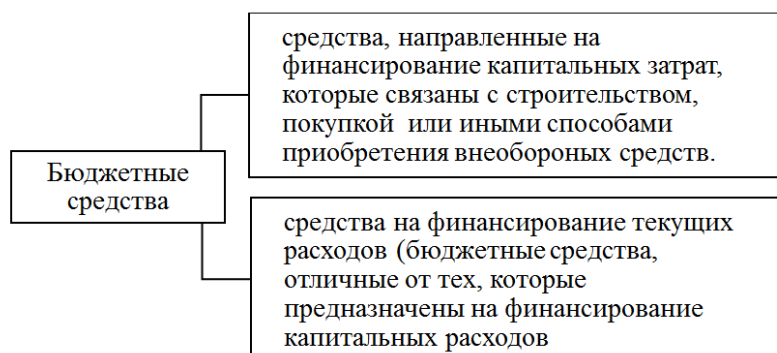 средства, направленные на
финансирование капитальных затрат,
которые связаны с строительством,
покупкой или иными способами
приобретения внеобороных средств.
Бюджетные
средства
средства на финансирование текущих
расходов (бюджетные средства,
отличные от тех, которые
предназначены на финансирование
капитальных расходов